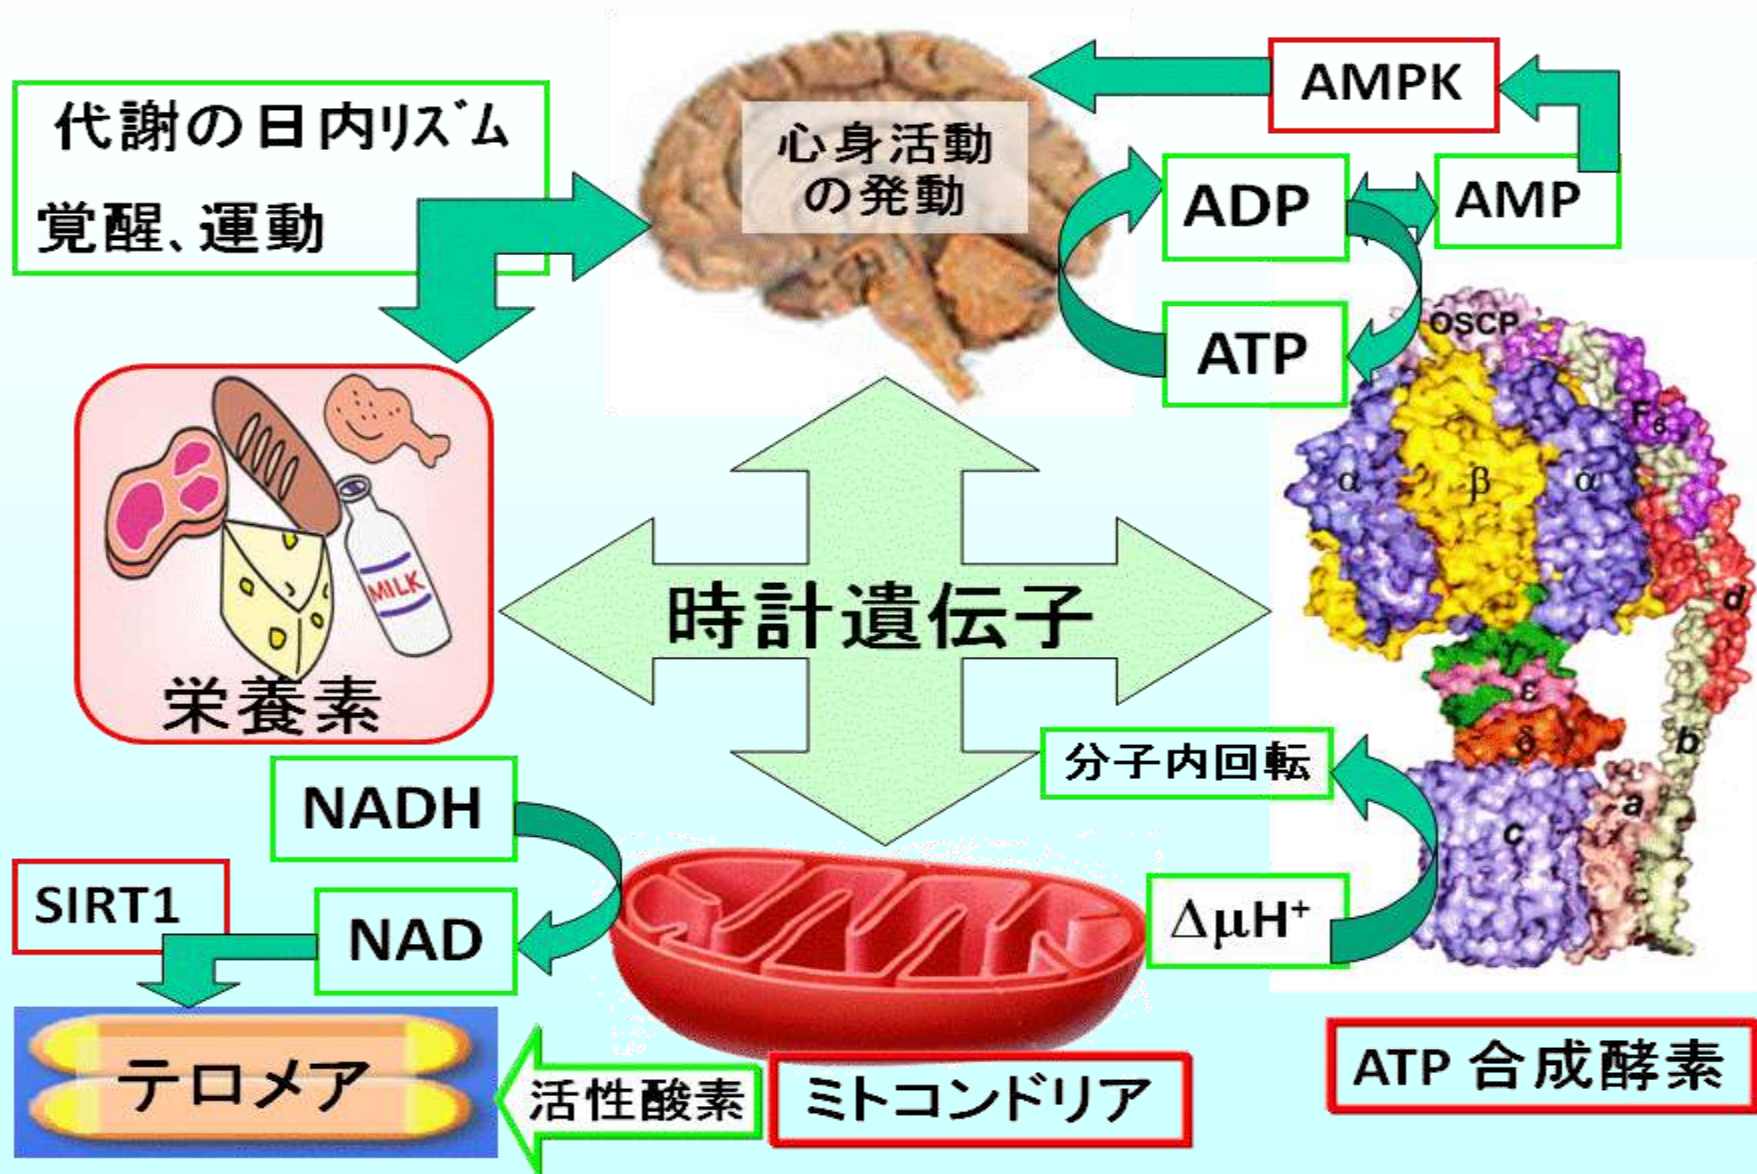 代謝の日内ﾘｽﾞﾑ
覚醒、運動
心身活動
の発動
AMPK
ADP
AMP
ATP
OSCP
F6
α
β
α
d
ε
δ
b
a
c
栄養素
MILK
時計遺伝子
分子内回転
NADH
SIRT1
NAD
ΔμH⁺
テロメア
活性酸素
ミトコンドリア
ATP 合成酵素